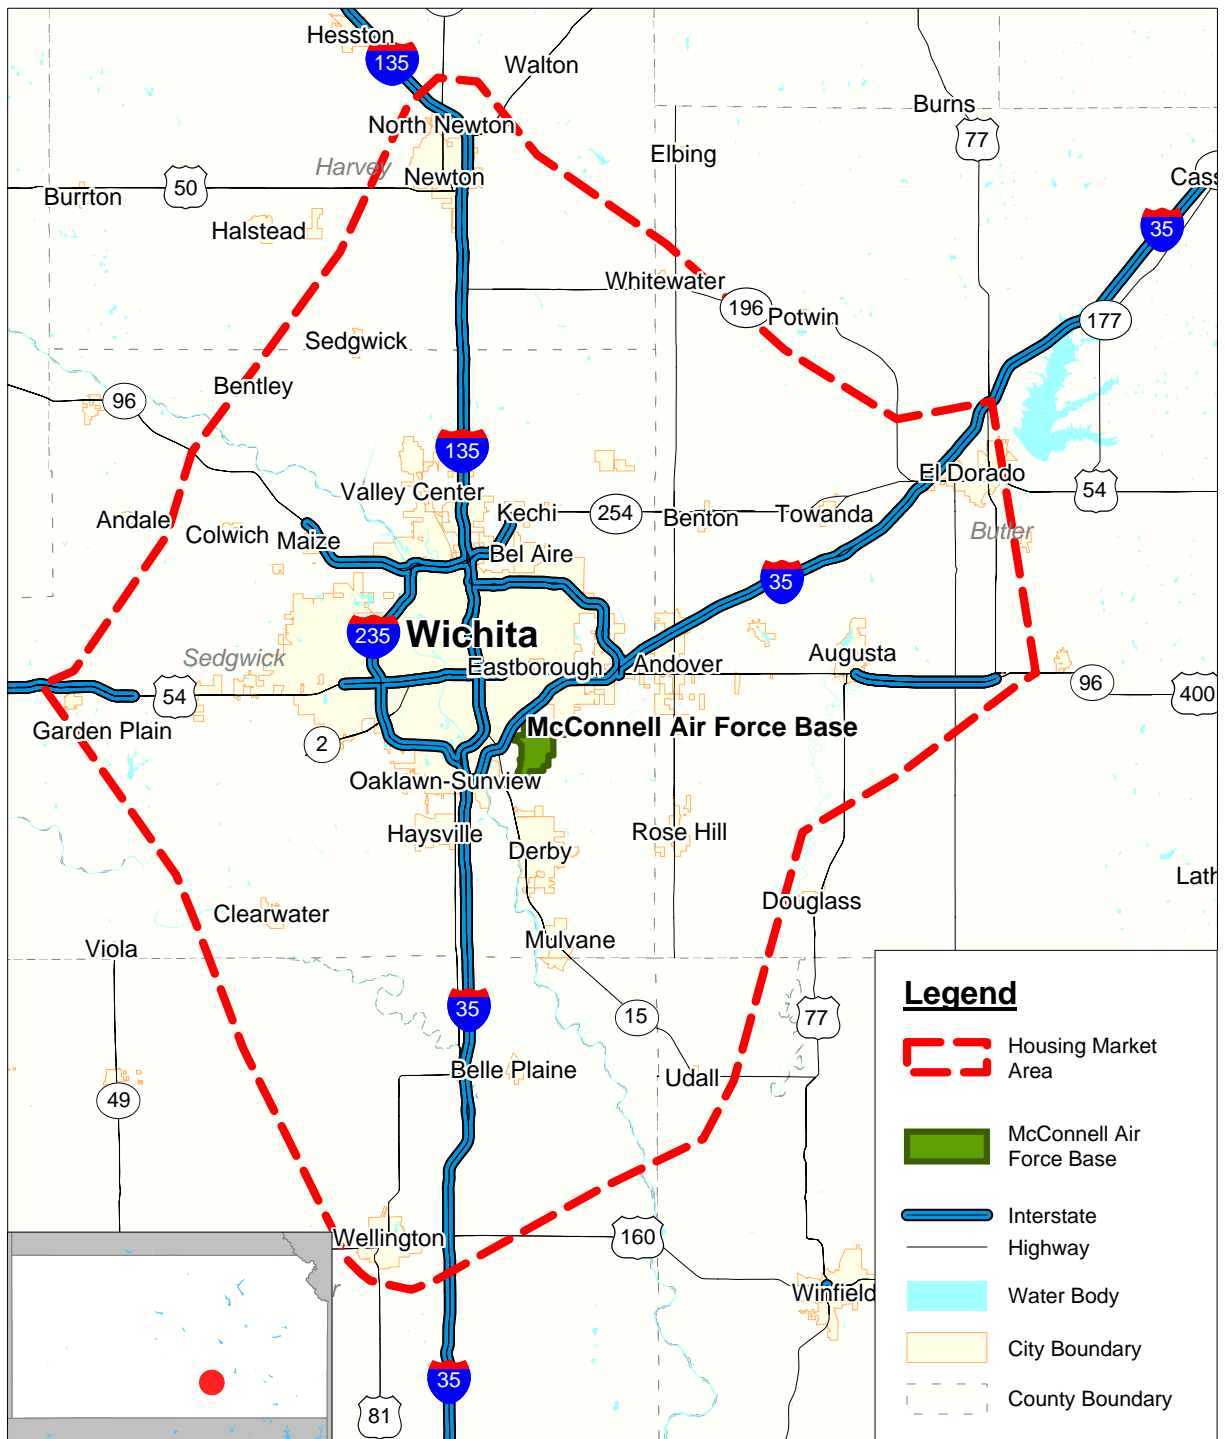 Hesston
135
Walton
Burns
North Newton
77
Elbing
Harvey
Newton
Cass
50
Burrton
Halstead
35
Whitewater
196
Potwin
177
Sedgwick
Bentley
96
135
El Dorado
Valley Center
54
Kechi
254
Benton
Towanda
Andale
Colwich
Maize
Butler
Bel Aire
35
235
Wichita
Sedgwick
Eastborough
Andover
Augusta
54
96
400
Garden Plain
McConnell Air Force Base
2
Oaklawn-Sunview
Haysville
Rose Hill
Derby
Lath
Clearwater
Douglass
Viola
Mulvane
35
15
77
Belle Plaine
Udall
49
Wellington
160
Winfield
35
81
Legend
Housing Market
Area
McConnell Air
Force Base
Interstate
Highway
Water Body
City Boundary
County Boundary